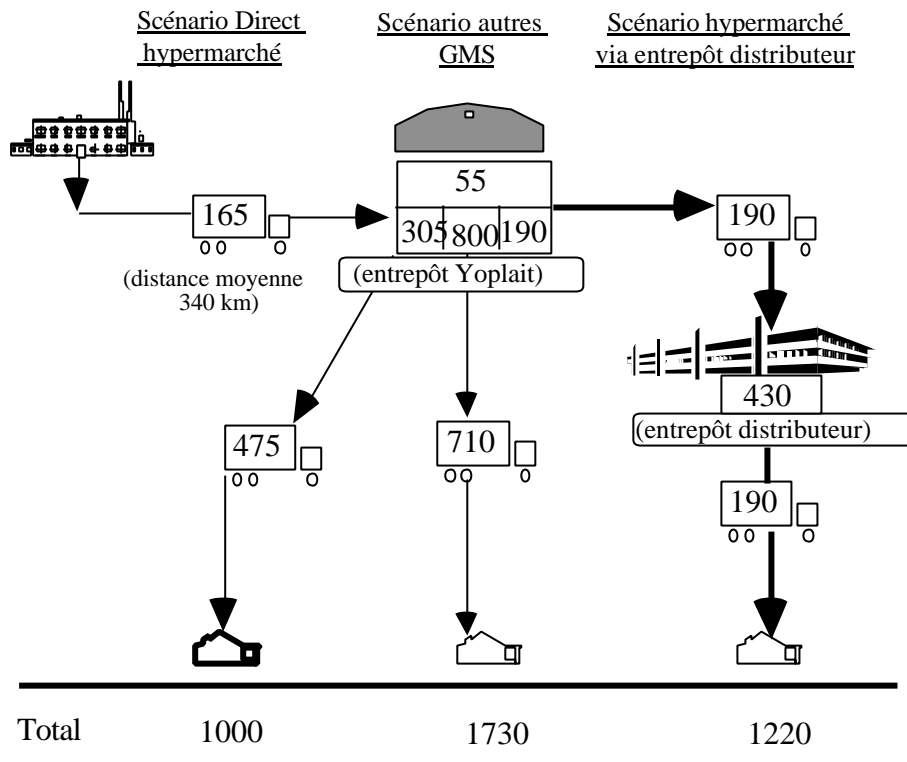 Scénario Direct
hypermarché
Scénario autres
GMS
Scénario hypermarché
via entrepôt distributeur
55
165
305 800 190
190
(distance moyenne
340 km)
(entrepôt Yoplait)
430
(entrepôt distributeur)
475
710
190
Total 1000 1730 1220